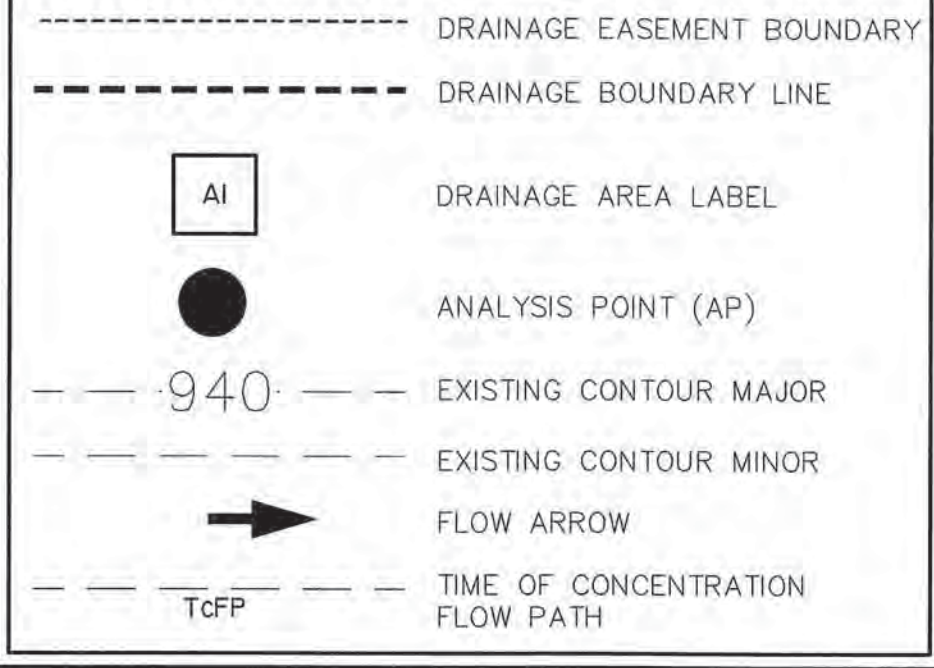 DRAINAGE EASEMENT BOUNDARY
DRAINAGE BOUNDARY LINE
A1 DRAINAGE AREA LABEL
ANALYSIS POINT (AP)
940 EXISTING CONTOUR MAJOR
EXISTING CONTOUR MINOR
FLOW ARROW
TcFP TIME OF CONCENTRATION
FLOW PATH